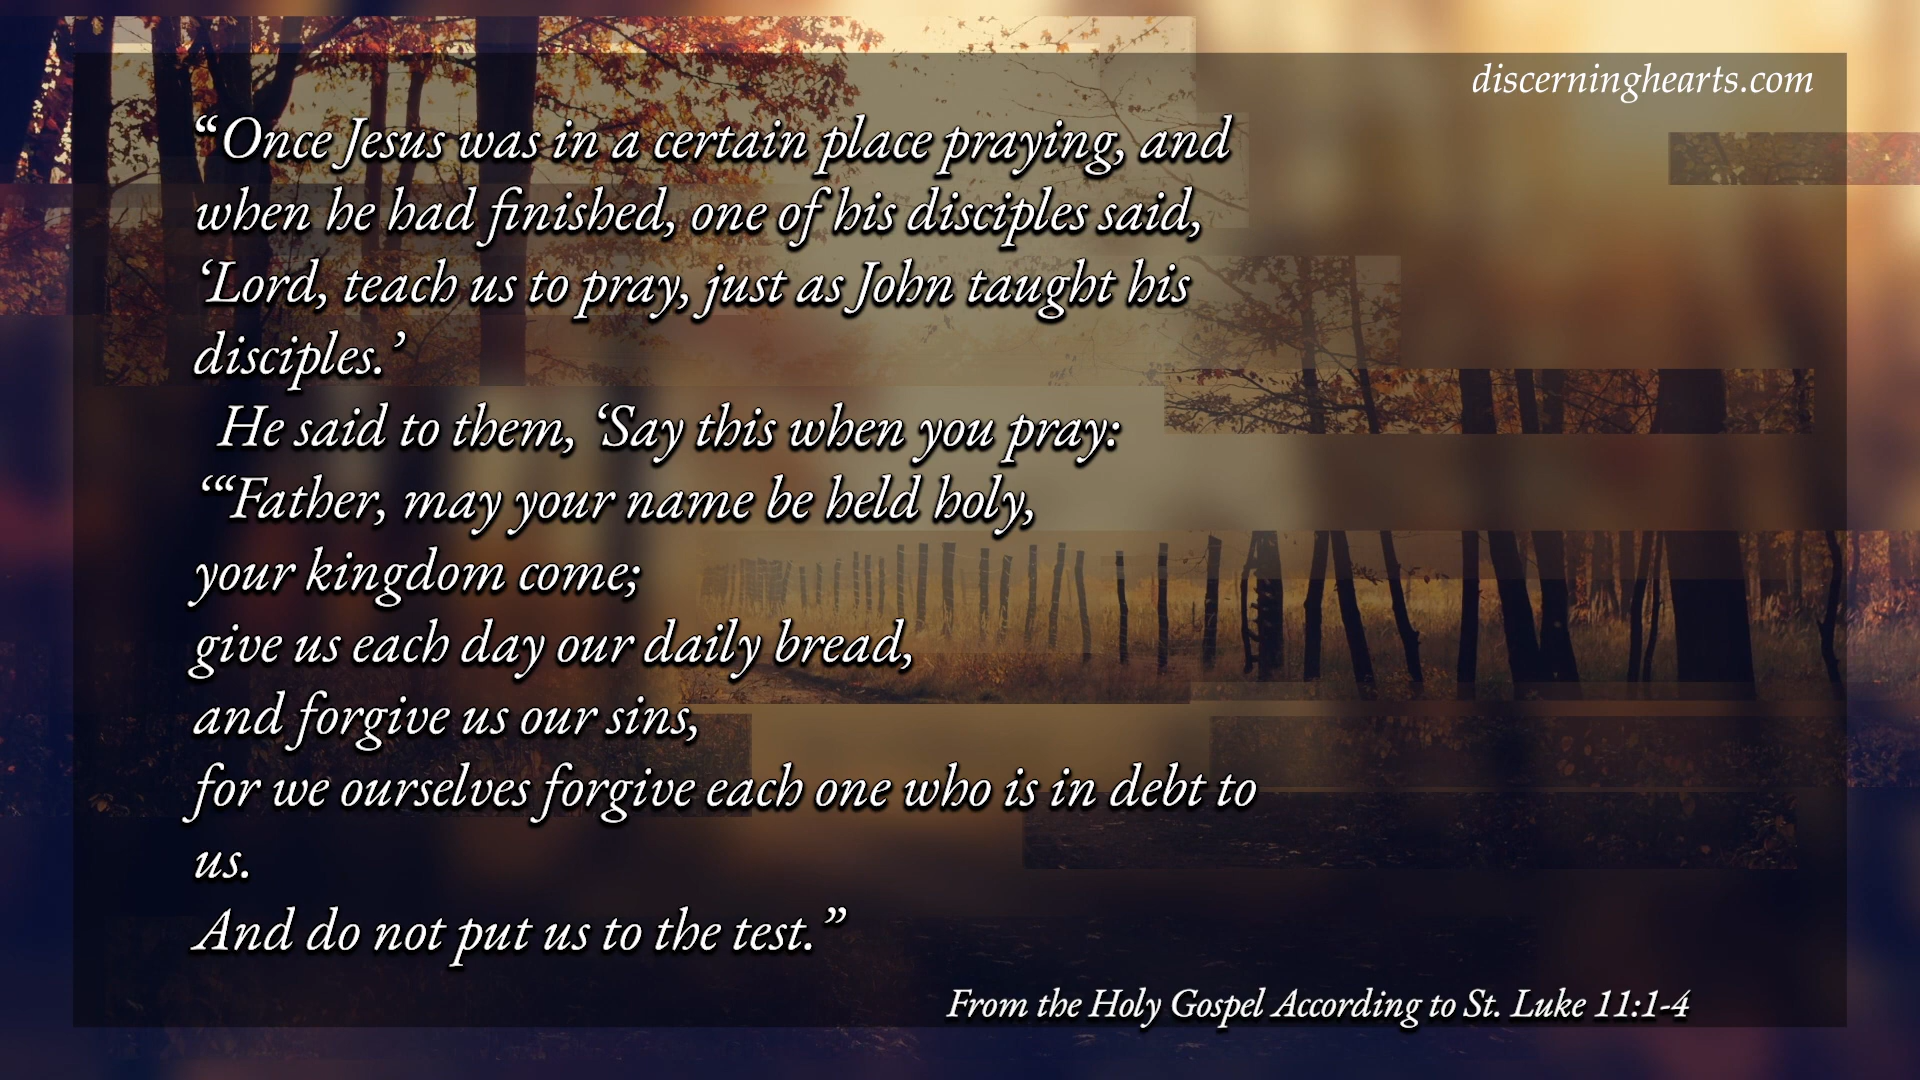 discerninghearts.com
“Once Jesus was in a certain place praying, and
when he had finished, one of his disciples said,
‘Lord, teach us to pray, just as John taught his
disciples.’
He said to them, ‘Say this when you pray:
‘“Father, may your name be held holy,
your kingdom come;
give us each day our daily bread,
and forgive us our sins,
for we ourselves forgive each one who is in debt to
us.
And do not put us to the test.”
From the Holy Gospel According to St. Luke 11:1-4